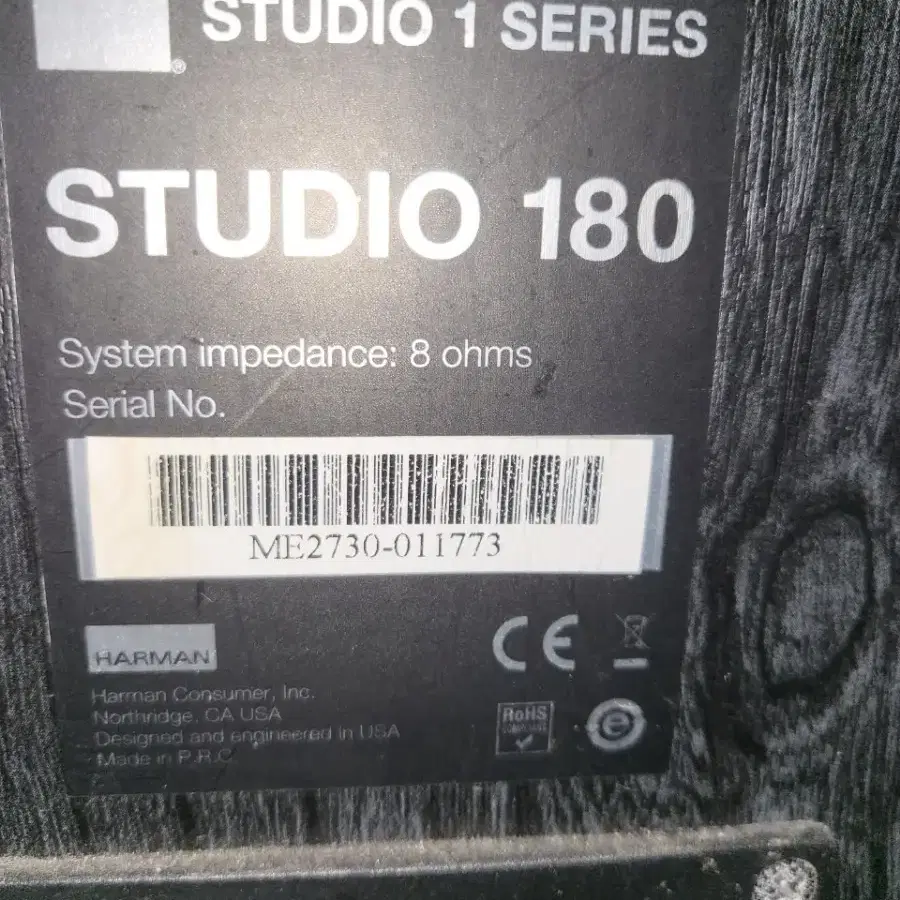 STUDIO 1 SERIES
®
STUDIO 180
System impedance: 8 ohms
Serial No.
ME2730-011773
HARMAN
CE
Harman Consumer, Inc.
Northridge, CA USA
Designed and engineered in USA
Made in P.R.C
RoHS
COMPLIANT
e